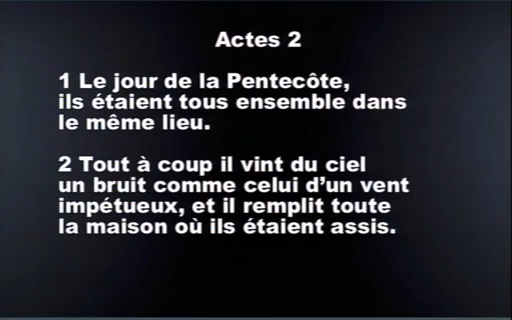 Actes 2
1 Le jour de la Pentecôte,
ils étaient tous ensemble dans
le même lieu.
2 Tout à coup il vint du ciel
un bruit comme celui d'un vent
impétueux, et il remplit toute
la maison où ils étaient assis.